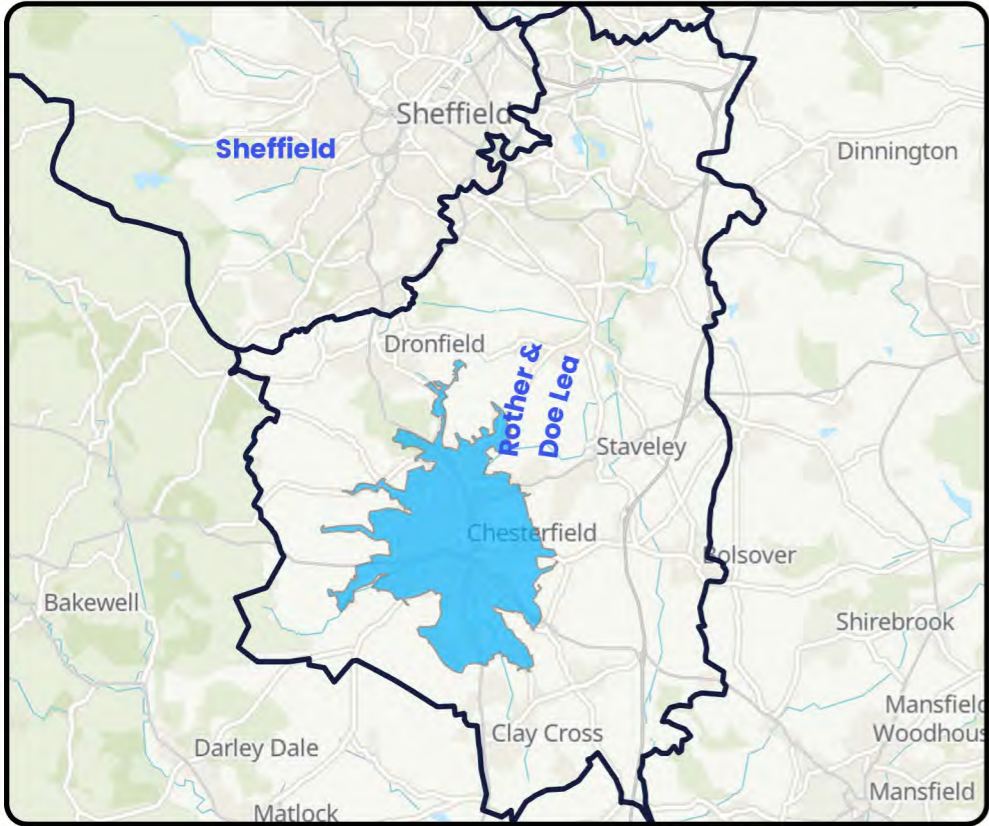 Sheffield
Sheffield
Dinnington
Dronfield
Rother &
Doe Lea
Staveley
Chesterfield
Bolsover
Bakewell
Shirebrook
Mansfield
Woodhous
Clay Cross
Darley Dale
Mansfield
Matlock